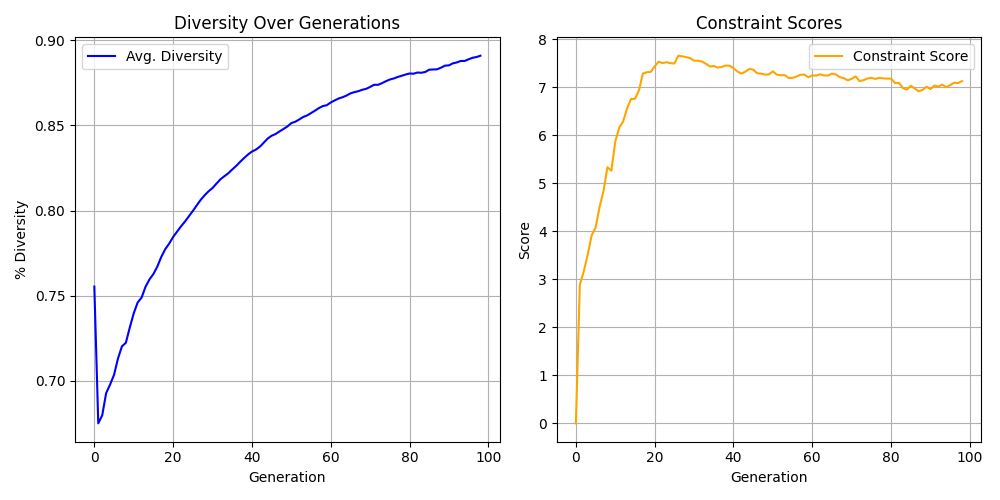 Diversity Over Generations
Avg. Diversity
% Diversity
0.90
0.85
0.80
0.75
0.70
0 20 40 60 80 100
Generation
Constraint Scores
Constraint Score
Score
8
7
6
5
4
3
2
1
0
0 20 40 60 80 100
Generation